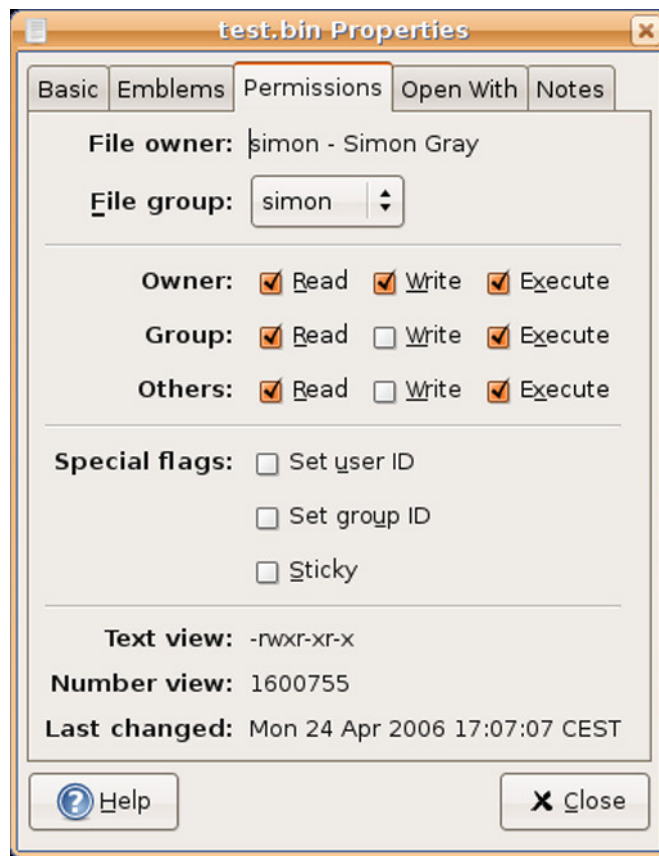 test.bin Properties
Basic Emblems Permissions Open With Notes
File owner: simon - Simon Gray
File group: simon
Owner: Read Write Execute
Group: Read Write Execute
Others: Read Write Execute
Special flags: Set user ID
Set group ID
Sticky
Text view: -rwxr-xr-x
Number view: 1600755
Last changed: Mon 24 Apr 2006 17:07:07 CEST
Help Close